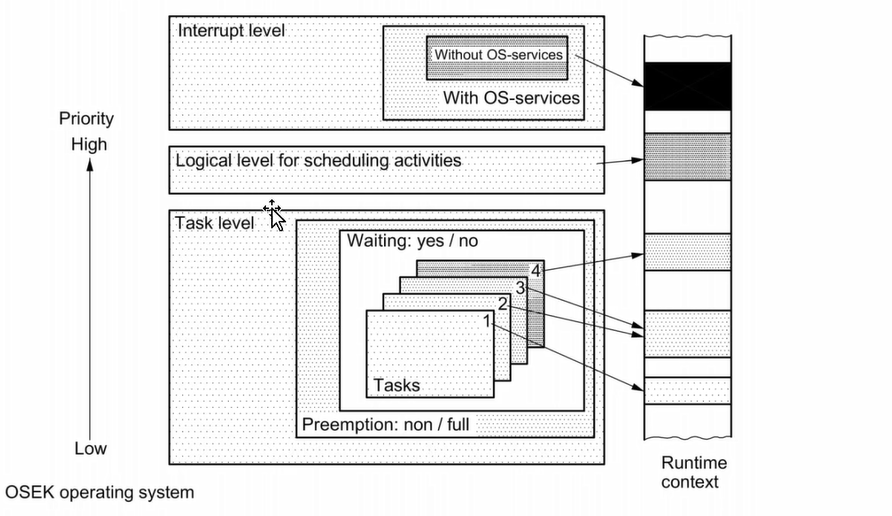 Interrupt level
Without OS-services
With OS-services
Priority
High
Logical level for scheduling activities
Task level
Waiting: yes / no
4
3
2
1
Tasks
Preemption: non / full
Low
Runtime
context
OSEK operating system